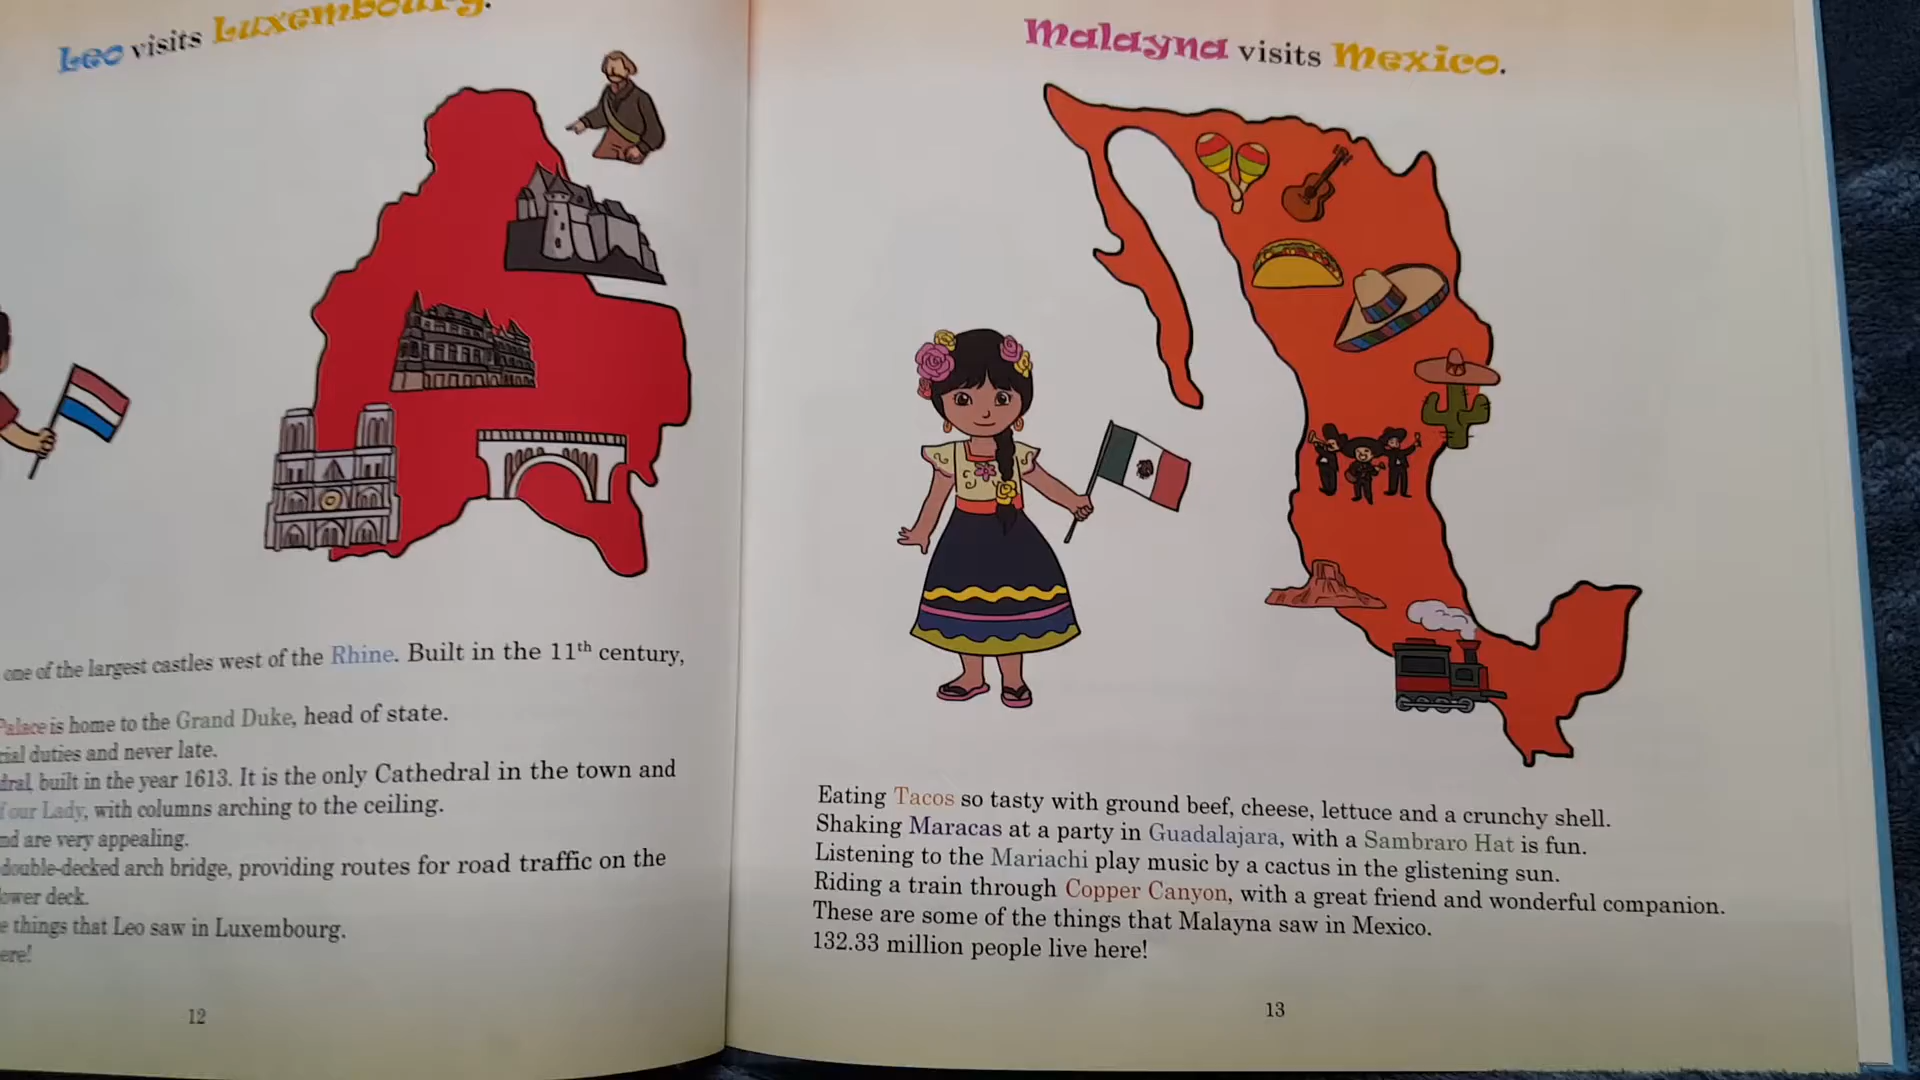 Leo visits Luxembourg.
one of the largest castles west of the Rhine. Built in the 11th century,
Palace is home to the Grand Duke, head of state.
cial duties and never late.
dral, built in the year 1613. It is the only Cathedral in the town and
f our Lady, with columns arching to the ceiling.
nd are very appealing.
double-decked arch bridge, providing routes for road traffic on the
lower deck.
e things that Leo saw in Luxembourg.
ere!
12
Malayna visits Mexico.
Eating Tacos so tasty with ground beef, cheese, lettuce and a crunchy shell.
Shaking Maracas at a party in Guadalajara, with a Sambraro Hat is fun.
Listening to the Mariachi play music by a cactus in the glistening sun.
Riding a train through Copper Canyon, with a great friend and wonderful companion.
These are some of the things that Malayna saw in Mexico.
132.33 million people live here!
13